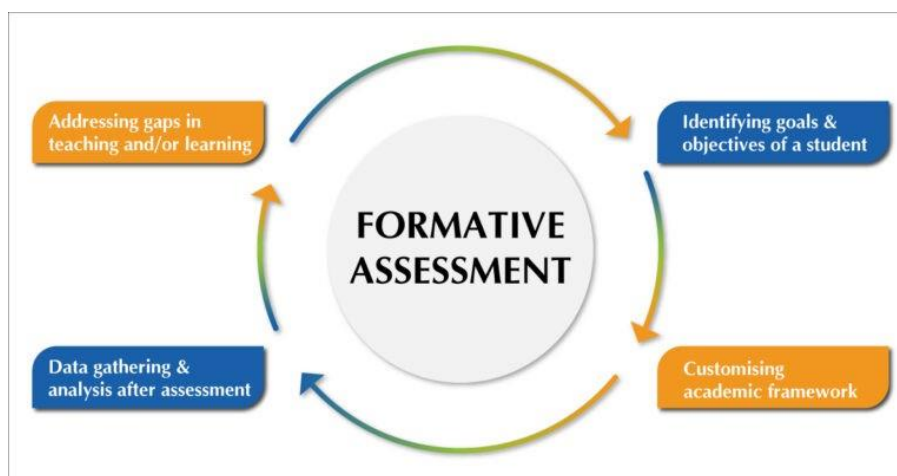 Addressing gaps in
teaching and/or learning
Identifying goals &
objectives of a student
FORMATIVE
ASSESSMENT
Data gathering &
analysis after assessment
Customising
academic framework